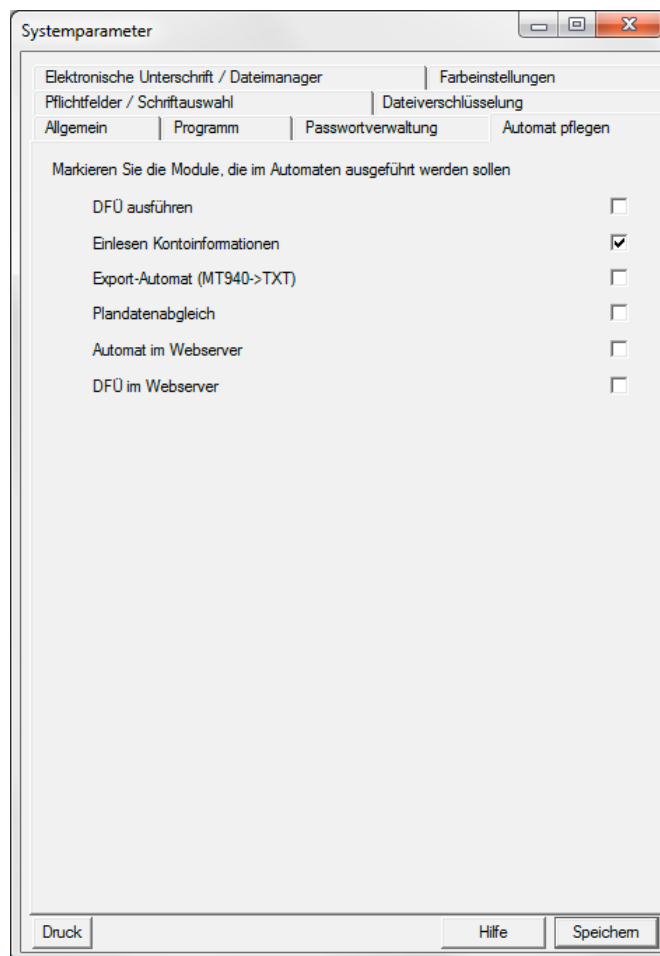 Systemparameter
Elektronische Unterschrift / Dateimanager
Farbeinstellungen
Pflichtfelder / Schriftauswahl
Dateiverschlüsselung
Allgemein
Programm
Passwortverwaltung
Automat pflegen
Markieren Sie die Module, die im Automaten ausgeführt werden sollen
DFÜ ausführen
Einlesen Kontoinformationen
Export-Automat (MT940->TXT)
Plandatenabgleich
Automat im Webserver
DFÜ im Webserver
Druck
Hilfe
Speichern